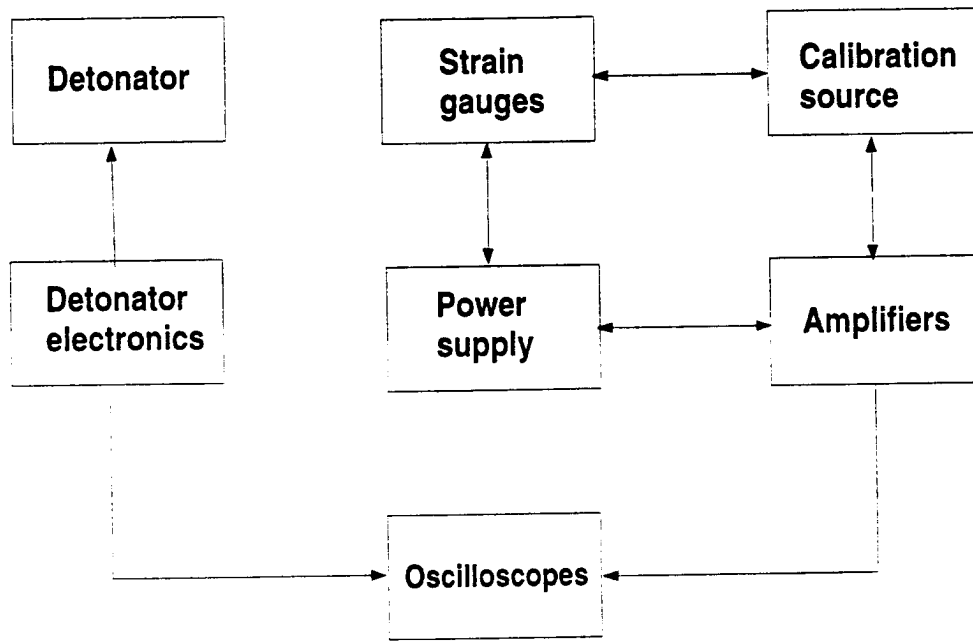 Detonator
Strain
gauges
Calibration
source
Detonator
electronics
Power
supply
Amplifiers
Oscilloscopes